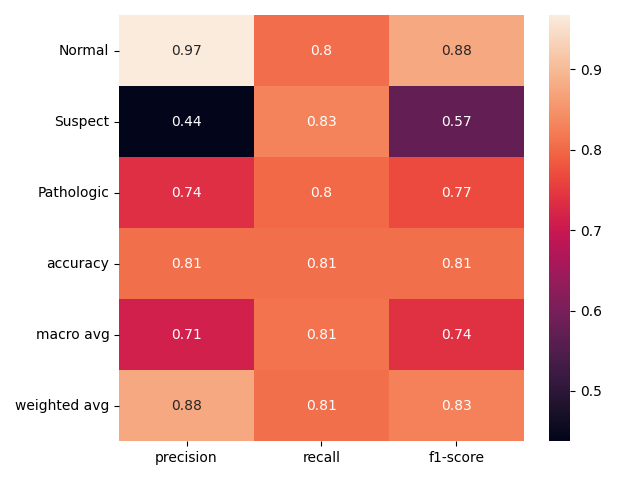 Normal 0.97 0.8 0.88
Suspect 0.44 0.83 0.57
Pathologic 0.74 0.8 0.77
accuracy 0.81 0.81 0.81
macro avg 0.71 0.81 0.74
weighted avg 0.88 0.81 0.83
precision recall f1-score
0.9
0.8
0.7
0.6
0.5